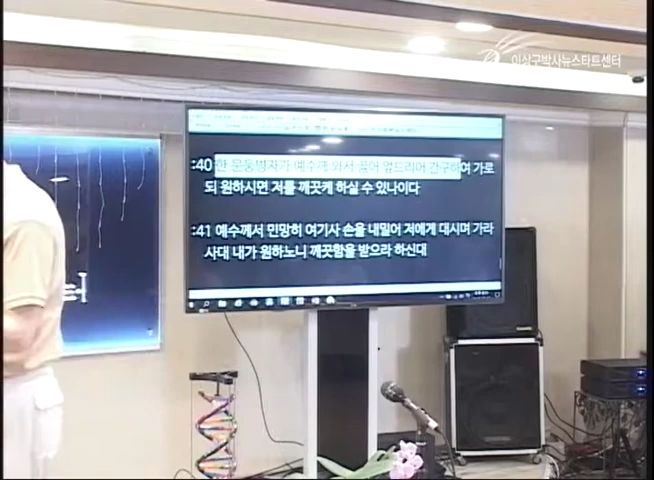 이상구박사뉴스타트센터
:40 한 문둥병자가 예수께 와서 꿇어 엎드리어 간구하여 가로
되 원하시면 저를 깨끗케 하실 수 있나이다
:41 예수께서 민망히 여기사 손을 내밀어 저에게 대시며 가라
사대 내가 원하노니 깨끗함을 받으라 하신대